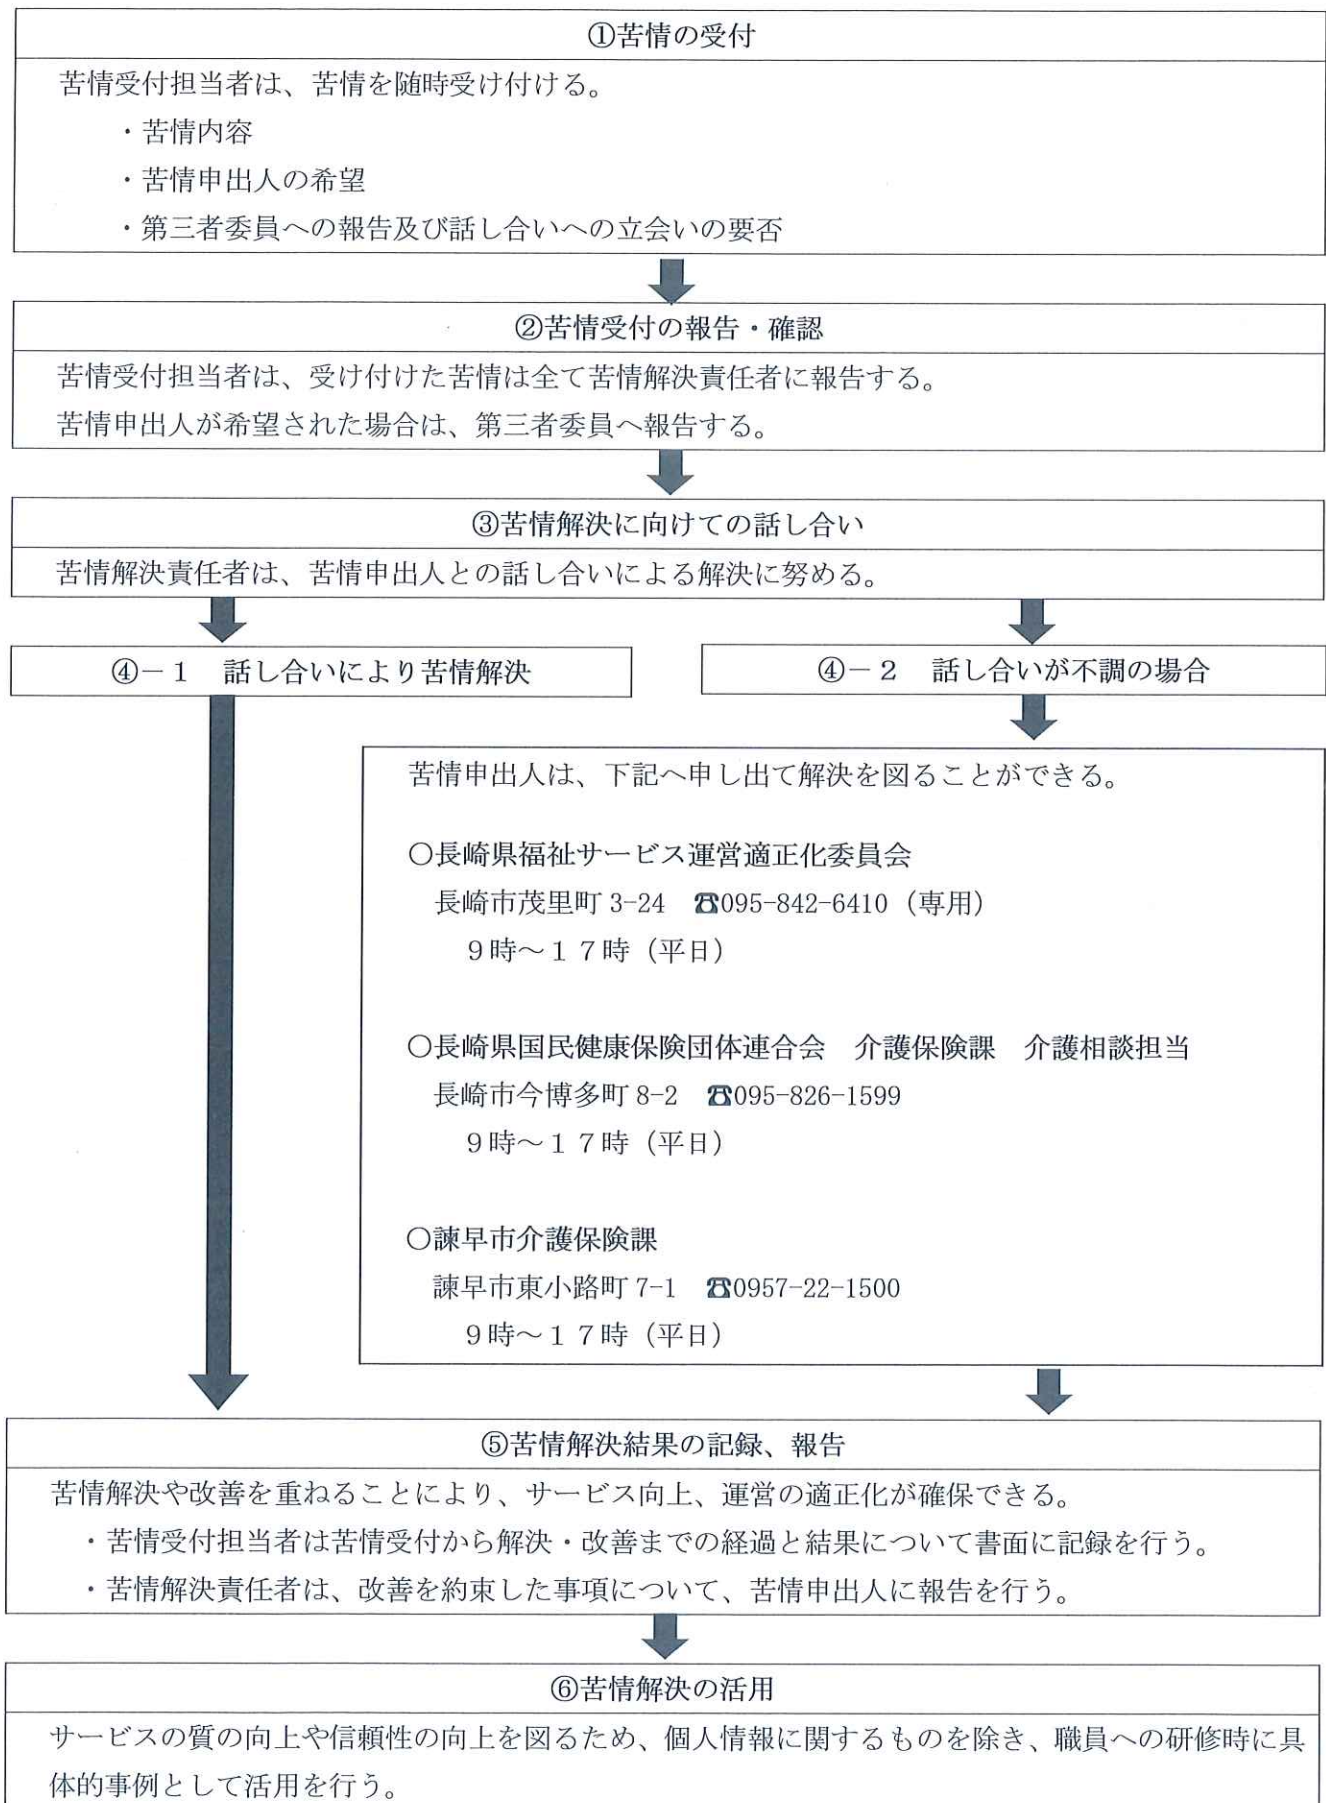 ①苦情の受付
苦情受付担当者は、苦情を随時受け付ける。
・苦情内容
・苦情申出人の希望
・第三者委員への報告及び話し合いへの立会いの要否
②苦情受付の報告・確認
苦情受付担当者は、受け付けた苦情は全て苦情解決責任者に報告する。
苦情申出人が希望された場合は、第三者委員へ報告する。
③苦情解決に向けての話し合い
苦情解決責任者は、苦情申出人との話し合いによる解決に努める。
④－１　話し合いにより苦情解決
④－２　話し合いが不調の場合
苦情申出人は、下記へ申し出て解決を図ることができる。
○長崎県福祉サービス運営適正化委員会
長崎市茂里町 3-24　☎095-842-6410（専用）
９時～１７時（平日）
○長崎県国民健康保険団体連合会　介護保険課　介護相談担当
長崎市今博多町 8-2　☎095-826-1599
９時～１７時（平日）
○諫早市介護保険課
諫早市東小路町 7-1　☎0957-22-1500
９時～１７時（平日）
⑤苦情解決結果の記録、報告
苦情解決や改善を重ねることにより、サービス向上、運営の適正化が確保できる。
・苦情受付担当者は苦情受付から解決・改善までの経過と結果について書面に記録を行う。
・苦情解決責任者は、改善を約束した事項について、苦情申出人に報告を行う。
⑥苦情解決の活用
サービスの質の向上や信頼性の向上を図るため、個人情報に関するものを除き、職員への研修時に具
体的事例として活用を行う。